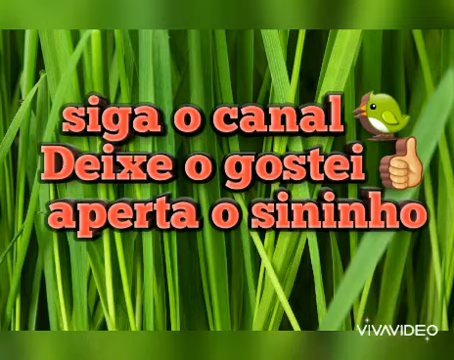 siga o canal
Deixe o gostei
aperta o sininho
VIVAVIDEO